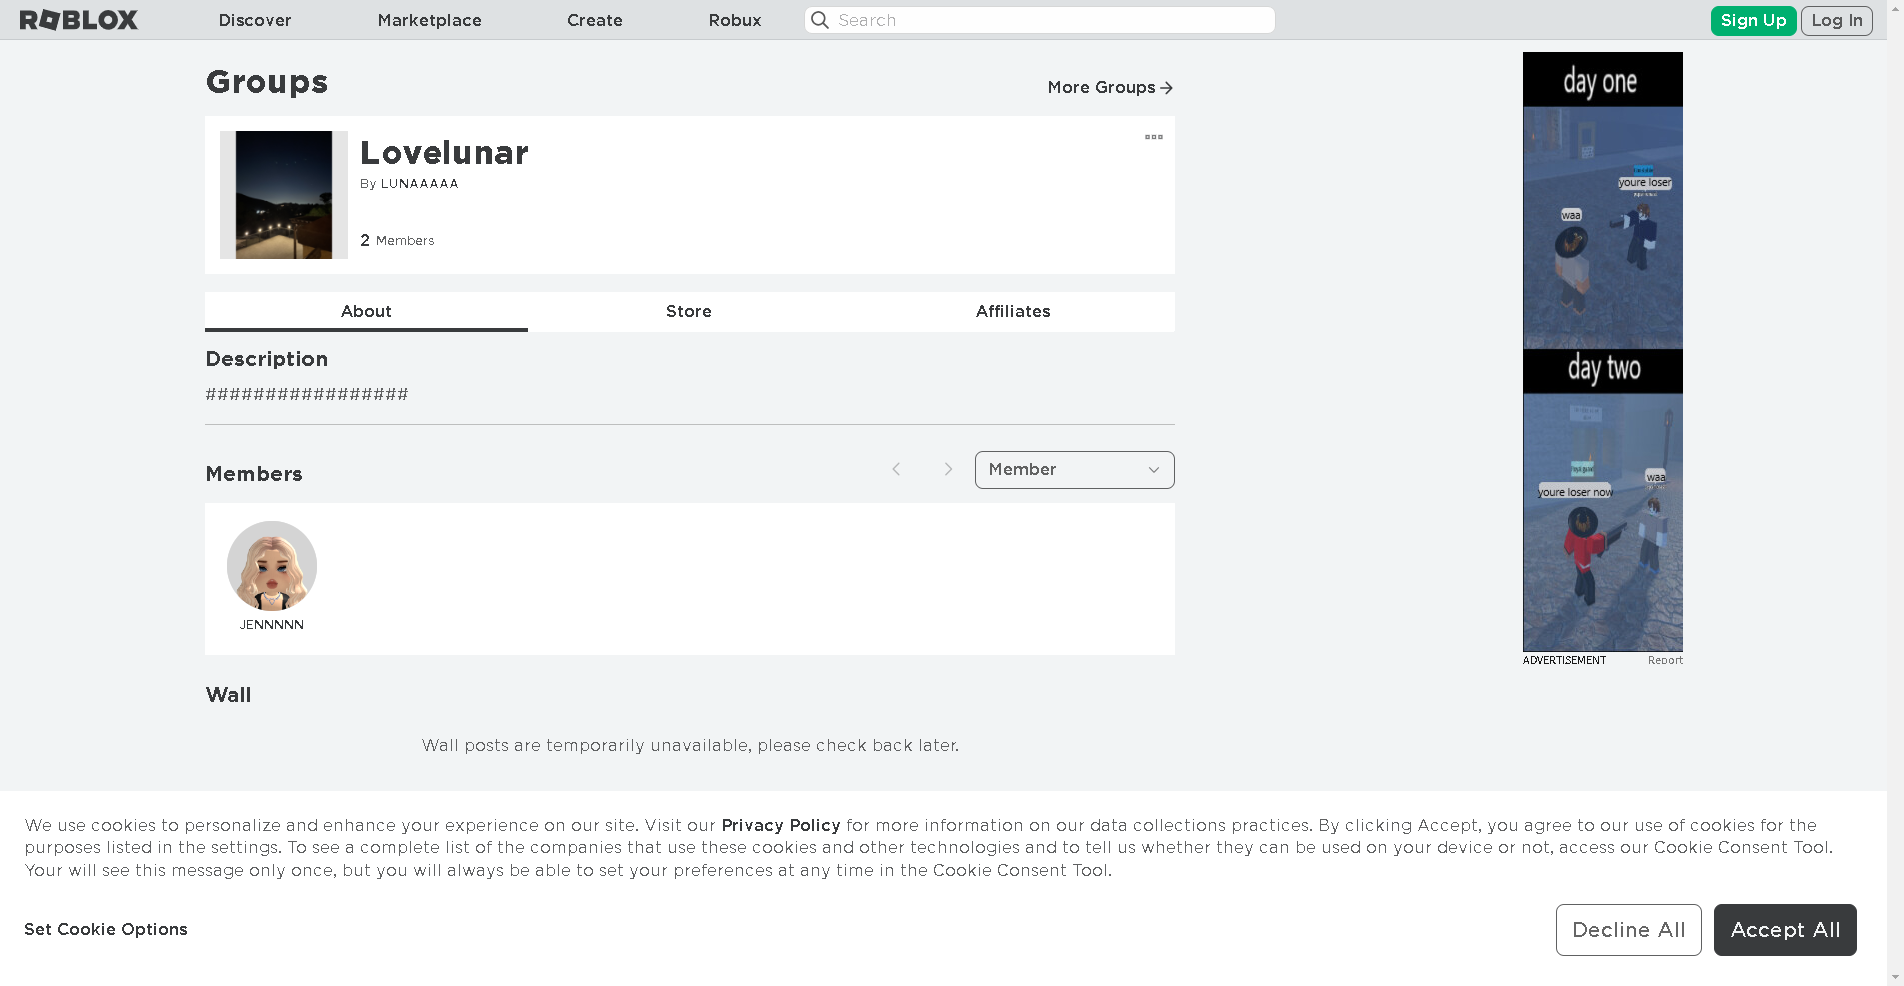 ROBLOX
Discover
Marketplace
Create
Robux
Search
Sign Up
Log In
Groups
More Groups
Lovelunar
By LUNAAAAA
2 Members
About
Store
Affiliates
Description
#################
Members
Member
JENNNNN
Wall
Wall posts are temporarily unavailable, please check back later.
day one
youre loser
waa
day two
waa
youre loser now
ADVERTISEMENT
Report
We use cookies to personalize and enhance your experience on our site. Visit our Privacy Policy for more information on our data collections practices. By clicking Accept, you agree to our use of cookies for the
purposes listed in the settings. To see a complete list of the companies that use these cookies and other technologies and to tell us whether they can be used on your device or not, access our Cookie Consent Tool.
Your will see this message only once, but you will always be able to set your preferences at any time in the Cookie Consent Tool.
Set Cookie Options
Decline All
Accept All